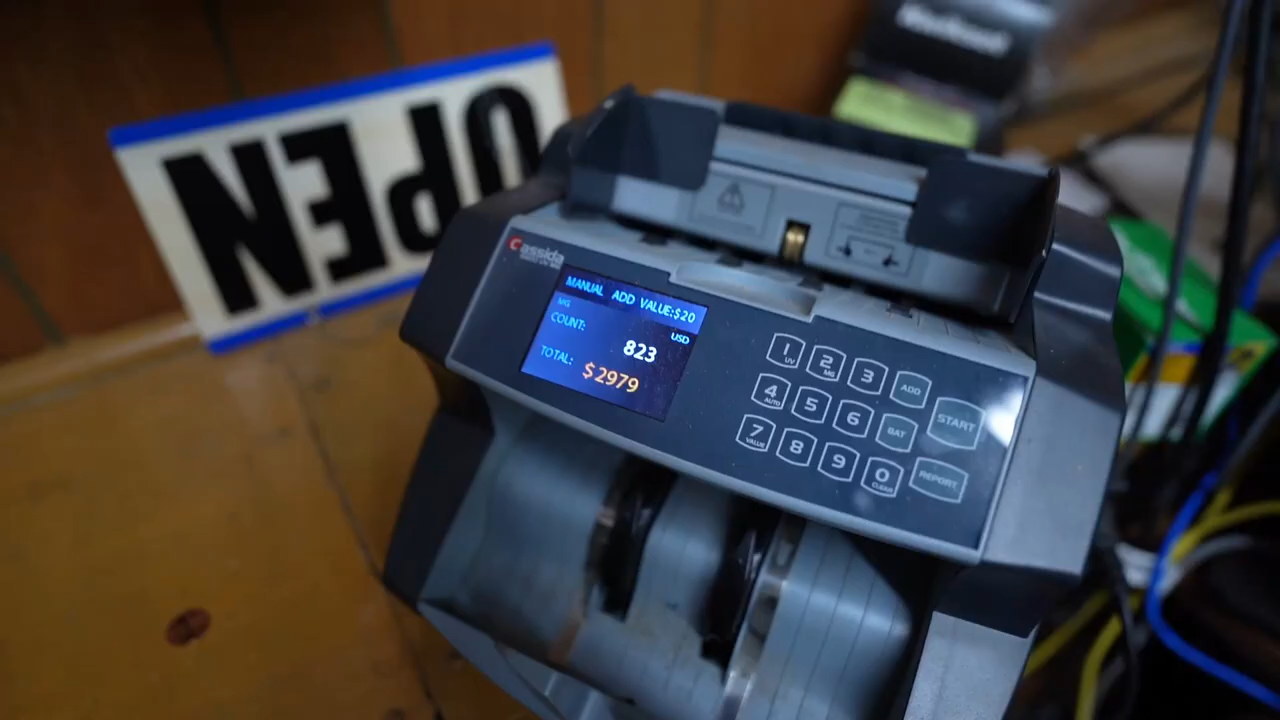 OPEN
Cassida
MANUAL ADD VALUE:$20
MG
USD
COUNT:
823
TOTAL:
$2979
1 2 3 ADD
UV MG
4 5 6 BAT START
AUTO
7 8 9 0 REPORT
VALUE CLEAR